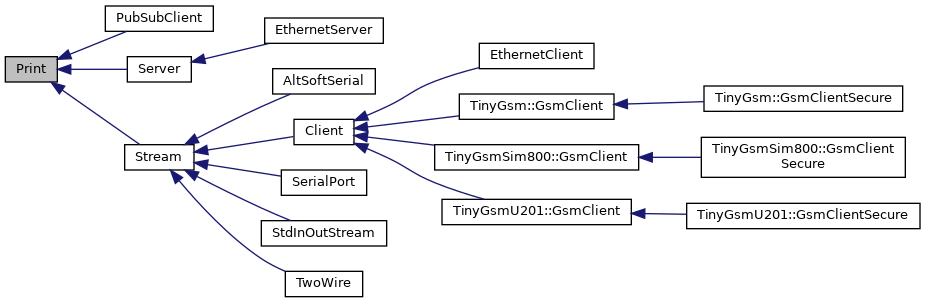 Print
PubSubClient
Server
EthernetServer
Stream
AltSoftSerial
Client
SerialPort
StdInOutStream
TwoWire
EthernetClient
TinyGsm::GsmClient
TinyGsmSim800::GsmClient
TinyGsmU201::GsmClient
TinyGsm::GsmClientSecure
TinyGsmSim800::GsmClient
Secure
TinyGsmU201::GsmClientSecure